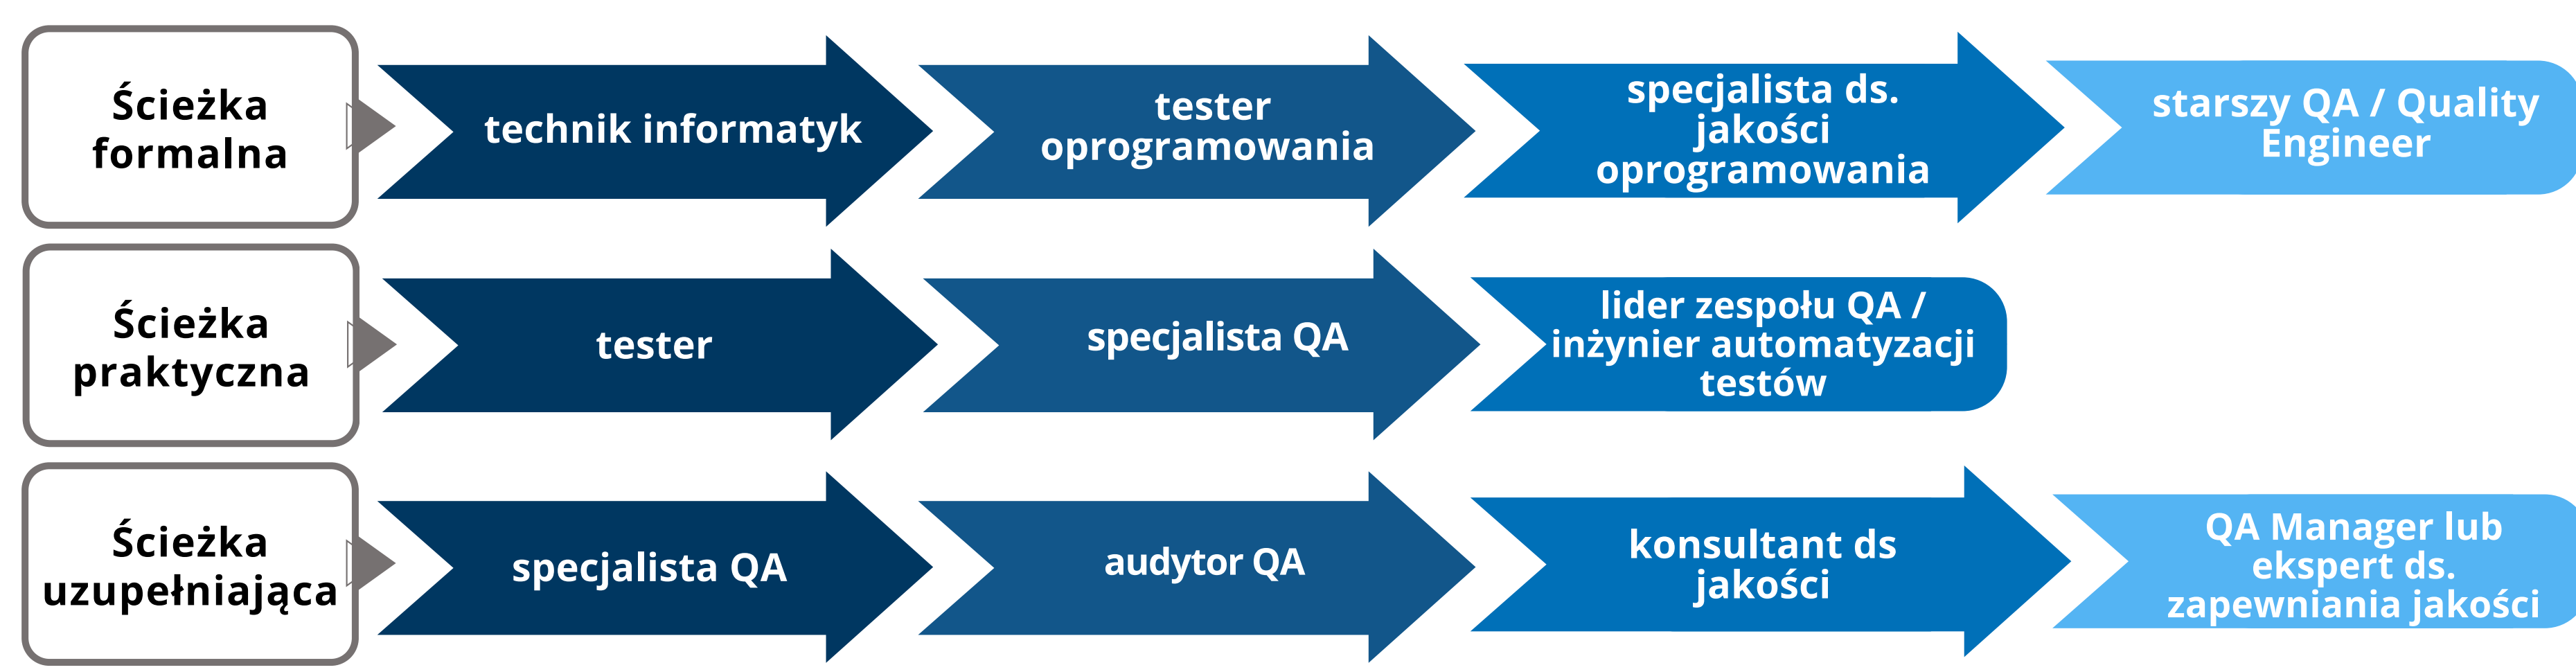 Ścieżka
formalna
technik informatyk
tester
oprogramowania
specjalista ds.
jakości
oprogramowania
starszy QA / Quality
Engineer
Ścieżka
praktyczna
tester
specjalista QA
lider zespołu QA /
inżynier automatyzacji
testów
Ścieżka
uzupełniająca
specjalista QA
audytor QA
konsultant ds
jakości
QA Manager lub
ekspert ds.
zapewniania jakości